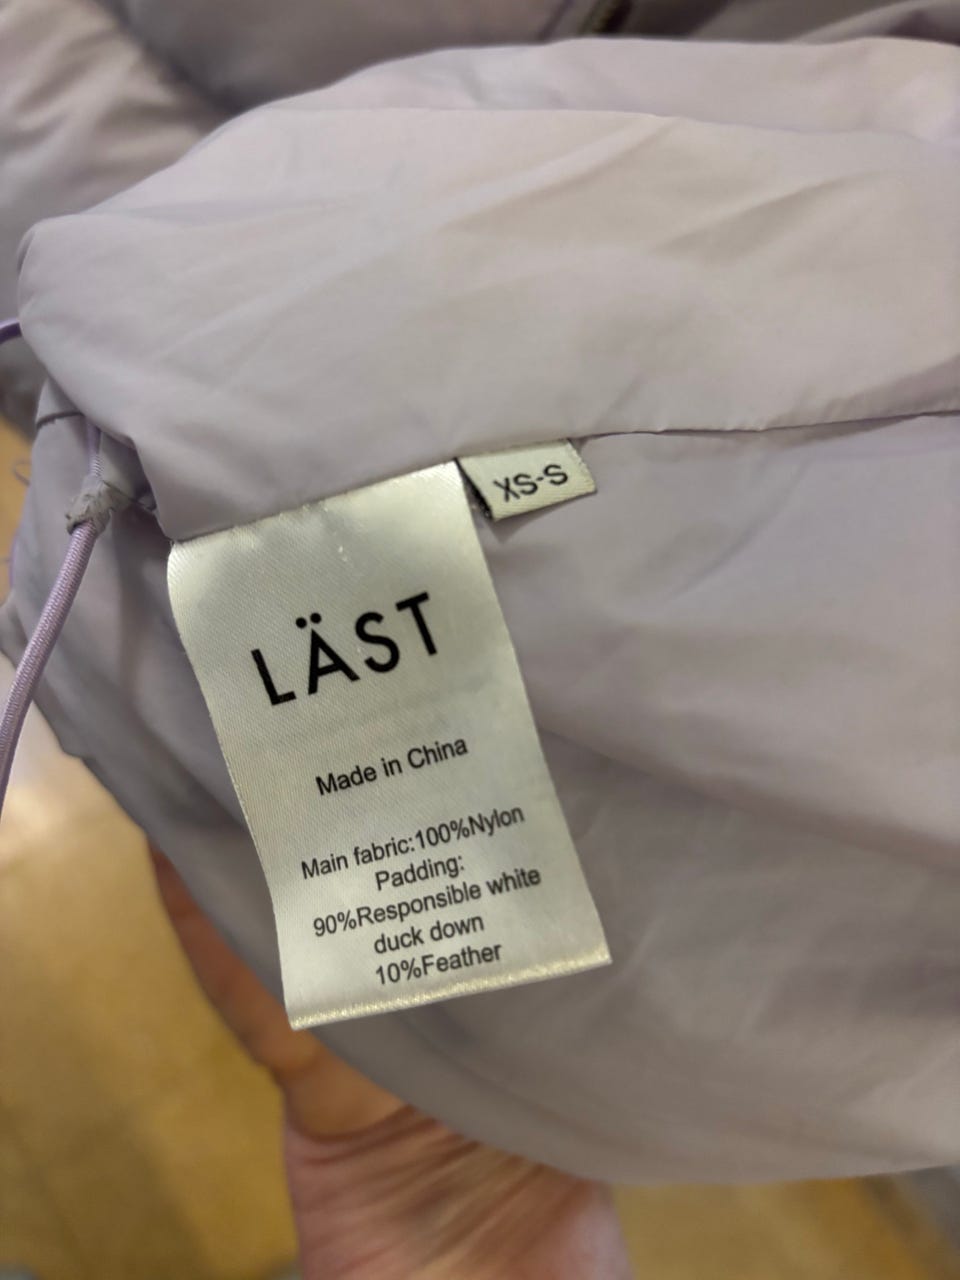 XS-S
LÄST
Made in China
Main fabric:100%Nylon
Padding:
90%Responsible white
duck down
10%Feather